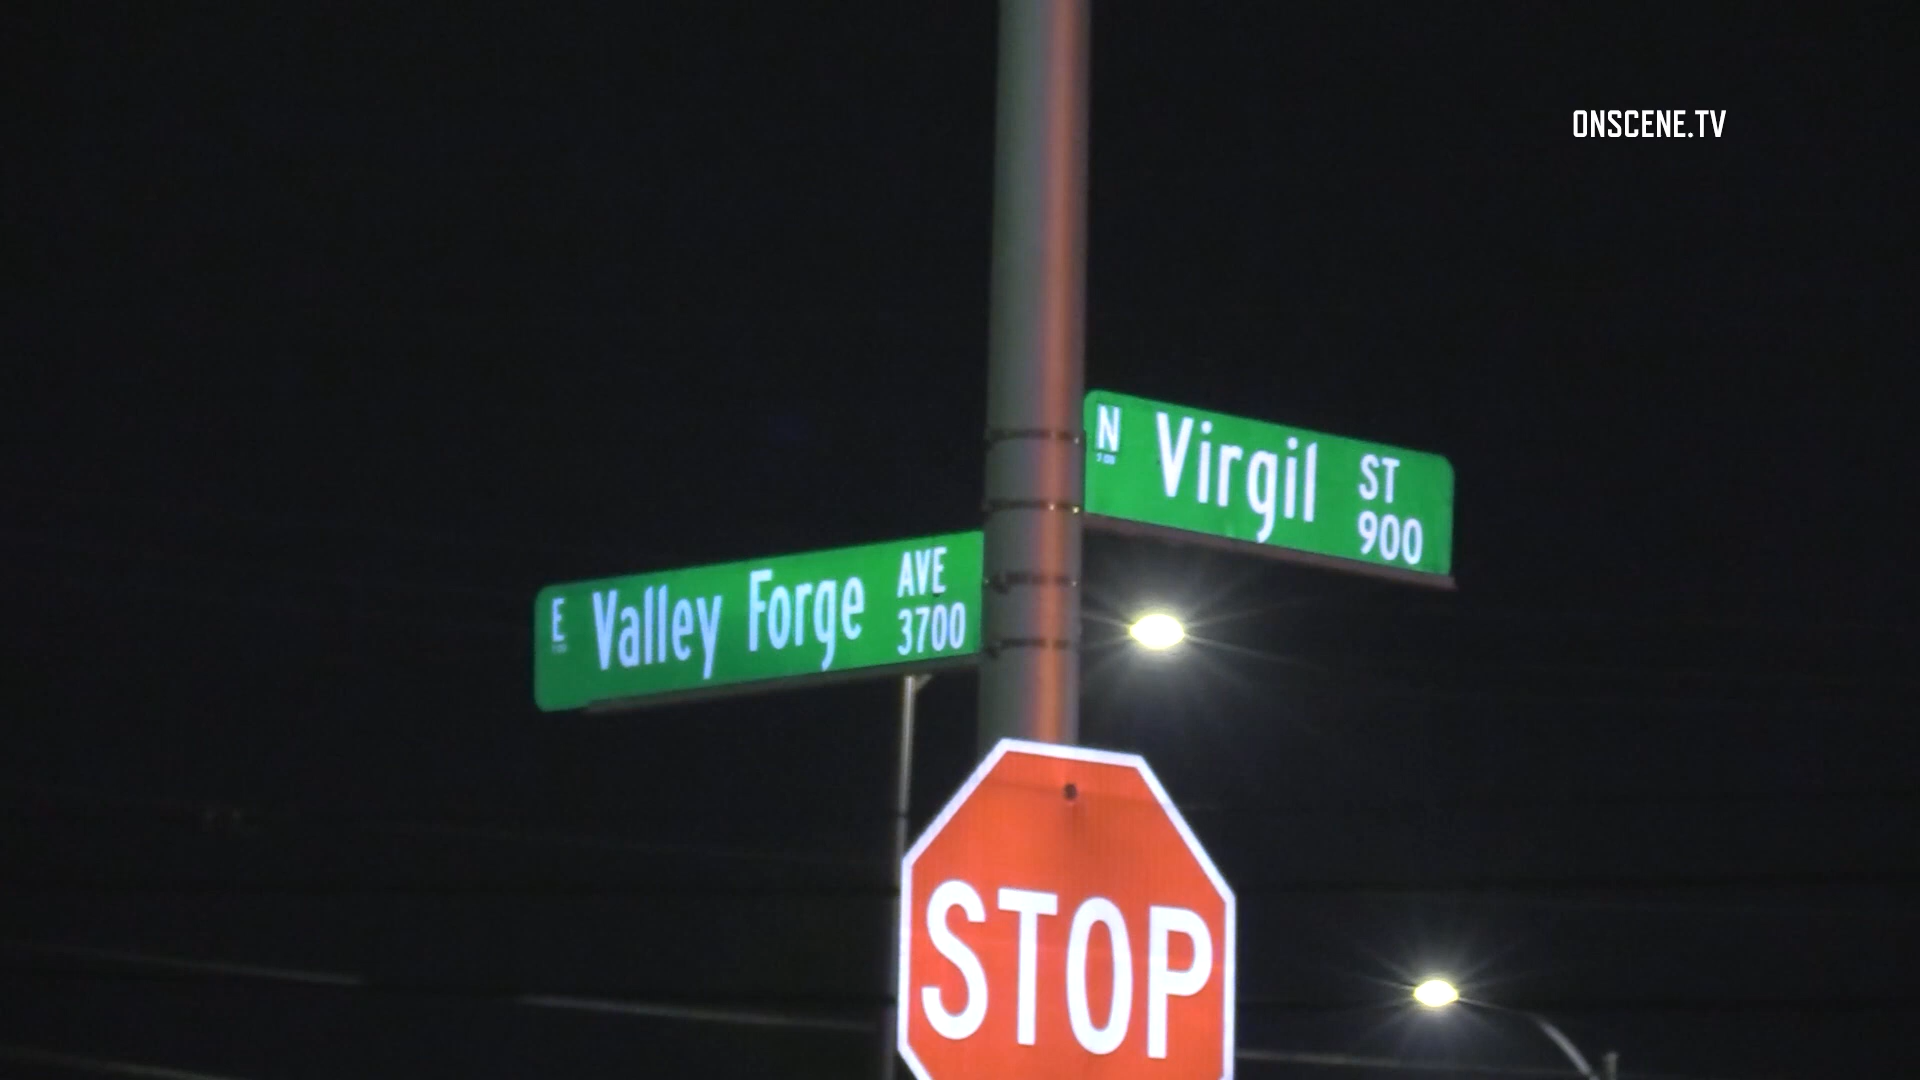 ONSCENE.TV
N Virgil ST
900
E Valley Forge AVE
3700
STOP